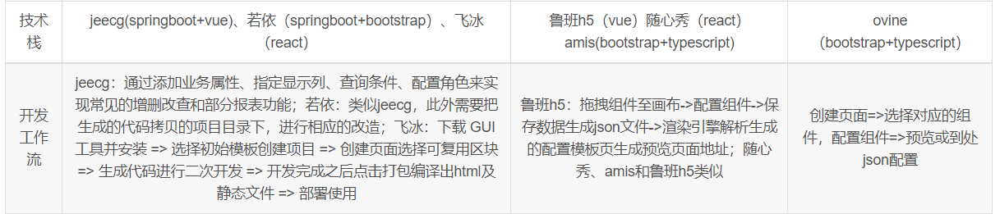 技术
栈
jeecg(springboot+vue)、若依（springboot+bootstrap）、飞冰
（react）
鲁班h5（vue）随心秀（react）
amis(bootstrap+typescript)
ovine
（bootstrap+typescript）
开发
工作
流
jeecg：通过添加业务属性、指定显示列、查询条件、配置角色来实
现常见的增删改查和部分报表功能；若依：类似jeecg，此外需要把
生成的代码拷贝的项目目录下，进行相应的改造；飞冰：下载 GUI
工具并安装 => 选择初始模板创建项目 => 创建页面选择可复用区块
=> 生成代码进行二次开发 => 开发完成之后点击打包编译出html及
静态文件 => 部署使用
鲁班h5：拖拽组件至画布->配置组件->保
存数据生成json文件->渲染引擎解析生成
的配置模板页生成预览页面地址；随心
秀、amis和鲁班h5类似
创建页面=>选择对应的组
件，配置组件=>预览或到处
json配置